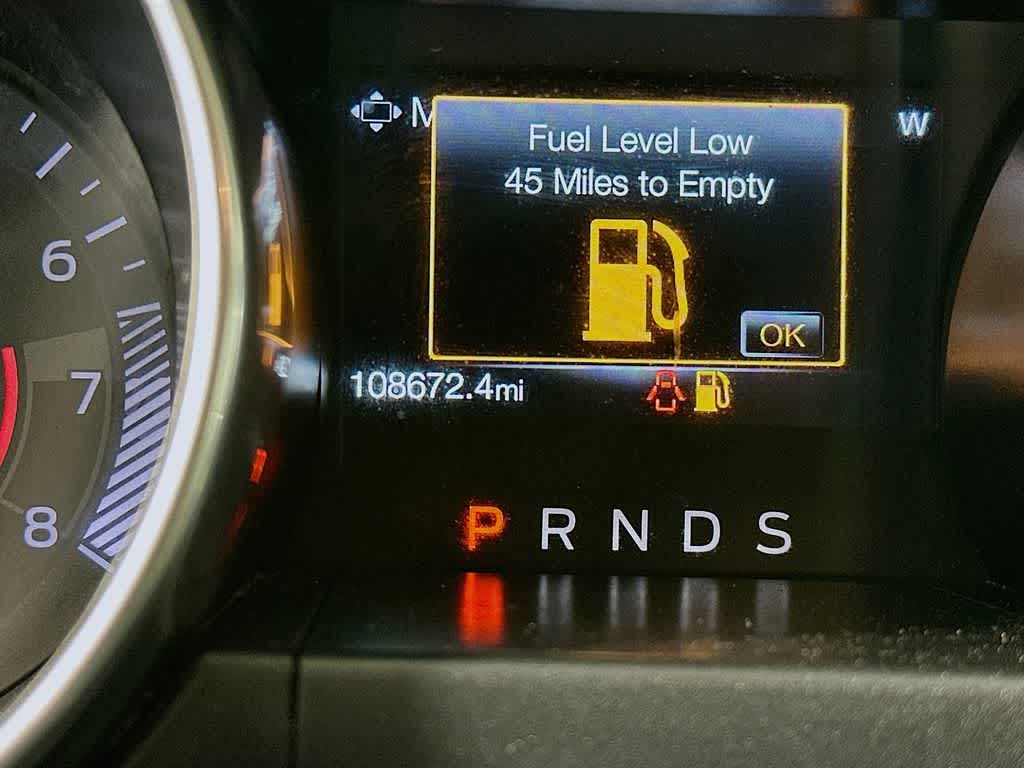 M
W
Fuel Level Low
45 Miles to Empty
OK
108672.4mi
6
7
8
P R N D S